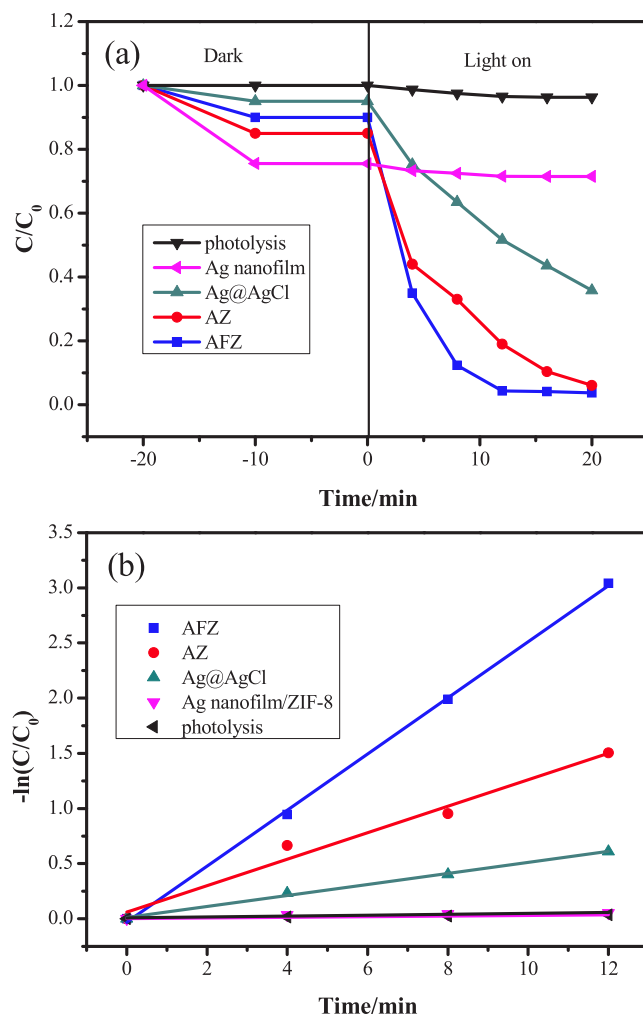 (a)
Dark
Light on
1.2
1.0
0.8
0.6
0.4
0.2
0.0
C/C0
photolysis
Ag nanofilm
Ag@AgCl
AZ
AFZ
-20
-10
0
10
20
Time/min
(b)
3.5
3.0
2.5
2.0
1.5
1.0
0.5
0.0
-ln(C/C0)
AFZ
AZ
Ag@AgCl
Ag nanofilm/ZIF-8
photolysis
0
2
4
6
8
10
12
Time/min